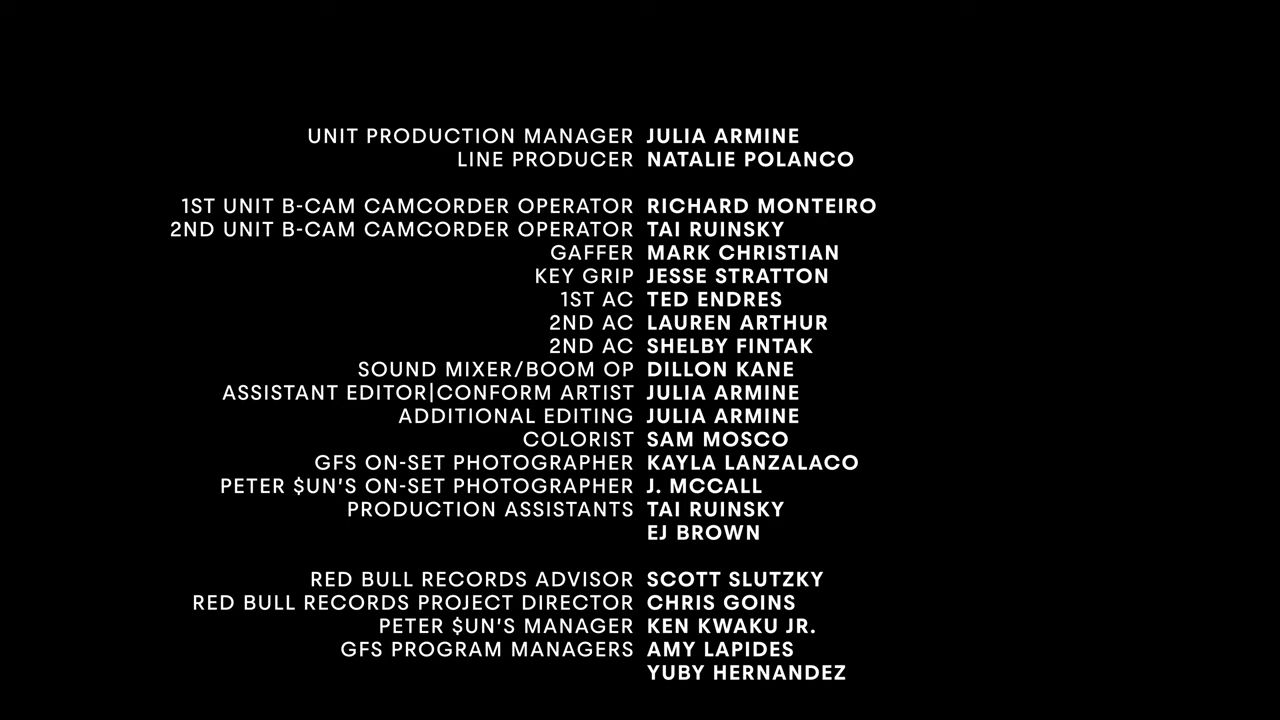 UNIT PRODUCTION MANAGER JULIA ARMINE
LINE PRODUCER NATALIE POLANCO
1ST UNIT B-CAM CAMCORDER OPERATOR RICHARD MONTEIRO
2ND UNIT B-CAM CAMCORDER OPERATOR TAI RUINSKY
GAFFER MARK CHRISTIAN
KEY GRIP JESSE STRATTON
1ST AC TED ENDRES
2ND AC LAUREN ARTHUR
2ND AC SHELBY FINTAK
SOUND MIXER/BOOM OP DILLON KANE
ASSISTANT EDITOR|CONFORM ARTIST JULIA ARMINE
ADDITIONAL EDITING JULIA ARMINE
COLORIST SAM MOSCO
GFS ON-SET PHOTOGRAPHER KAYLA LANZALACO
PETER $UN'S ON-SET PHOTOGRAPHER J. MCCALL
PRODUCTION ASSISTANTS TAI RUINSKY
EJ BROWN
RED BULL RECORDS ADVISOR SCOTT SLUTZKY
RED BULL RECORDS PROJECT DIRECTOR CHRIS GOINS
PETER $UN'S MANAGER KEN KWAKU JR.
GFS PROGRAM MANAGERS AMY LAPIDES
YUBY HERNANDEZ